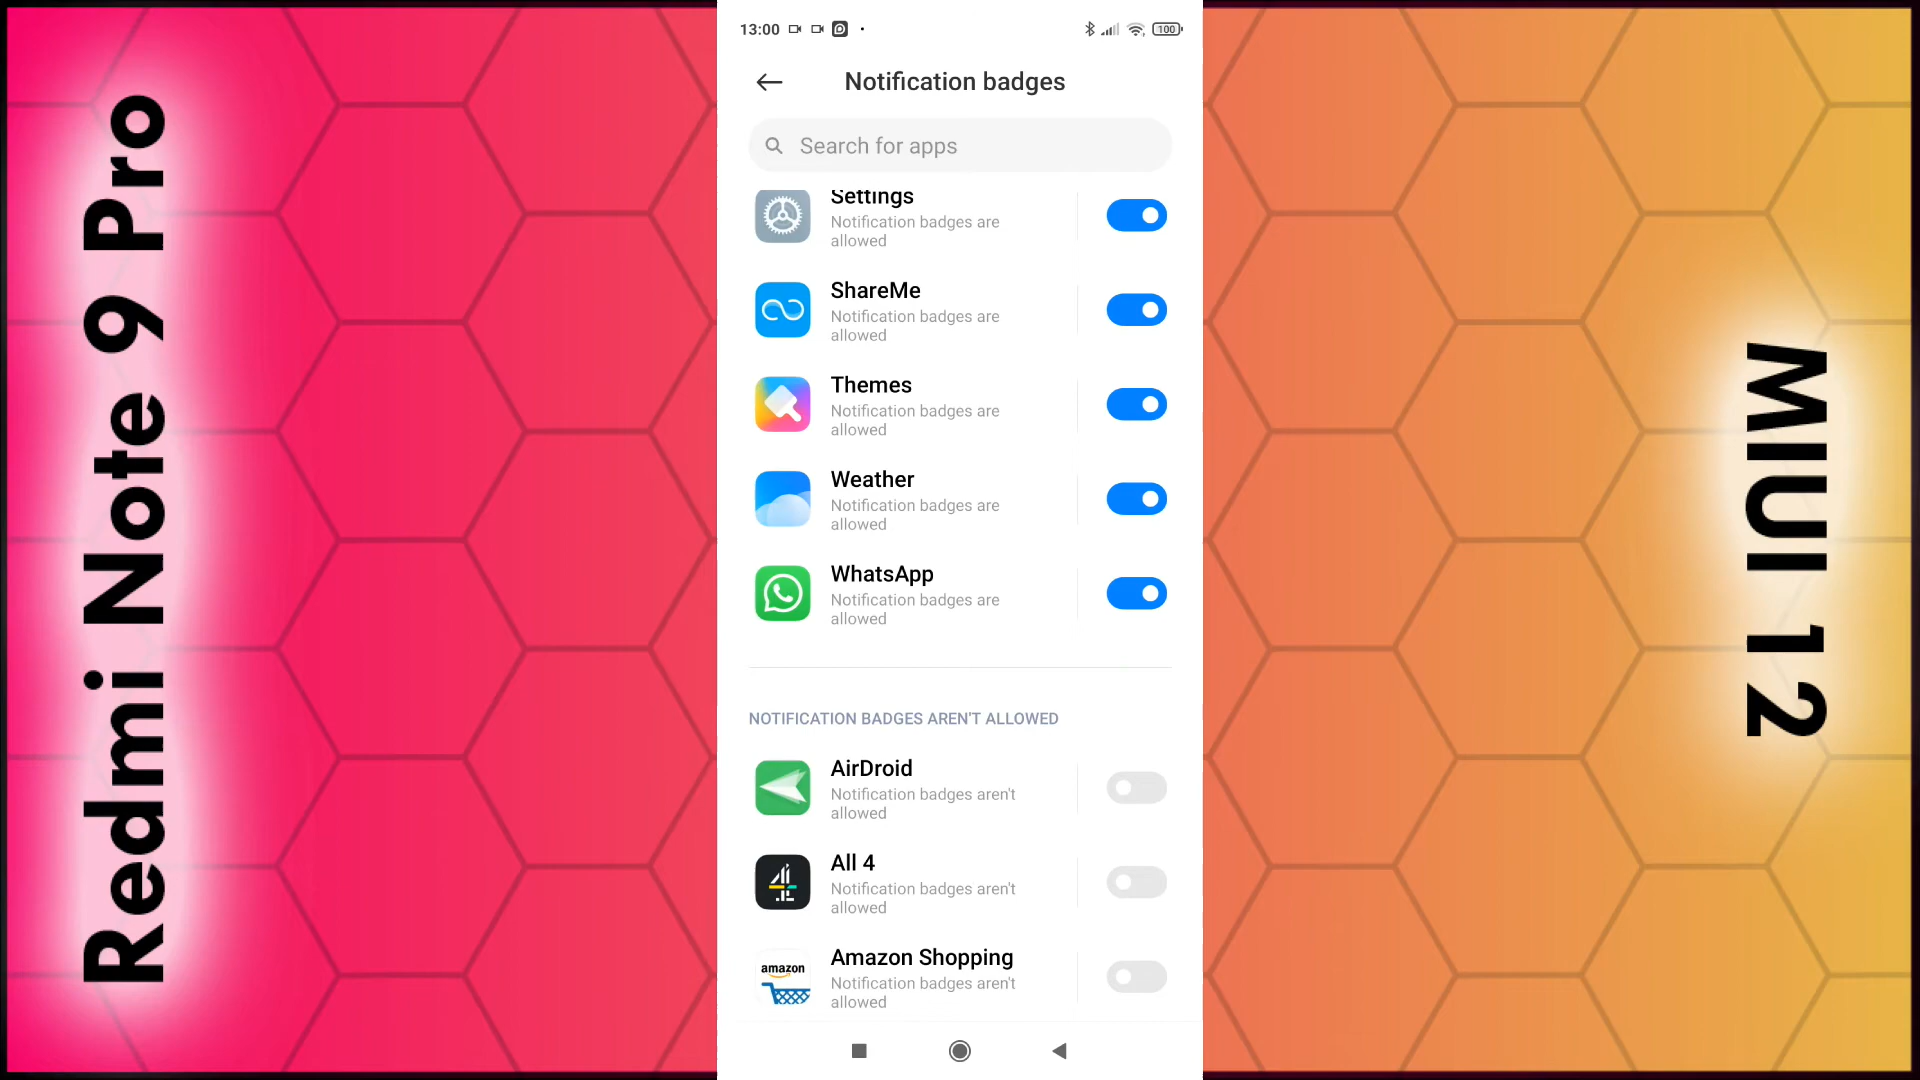 Redmi Note 9 Pro
13:00
100
Notification badges
Search for apps
Settings
Notification badges are
allowed
ShareMe
Notification badges are
allowed
Themes
Notification badges are
allowed
Weather
Notification badges are
allowed
WhatsApp
Notification badges are
allowed
NOTIFICATION BADGES AREN'T ALLOWED
AirDroid
Notification badges aren't
allowed
All 4
Notification badges aren't
allowed
amazon
Amazon Shopping
Notification badges aren't
allowed
MIUI 12